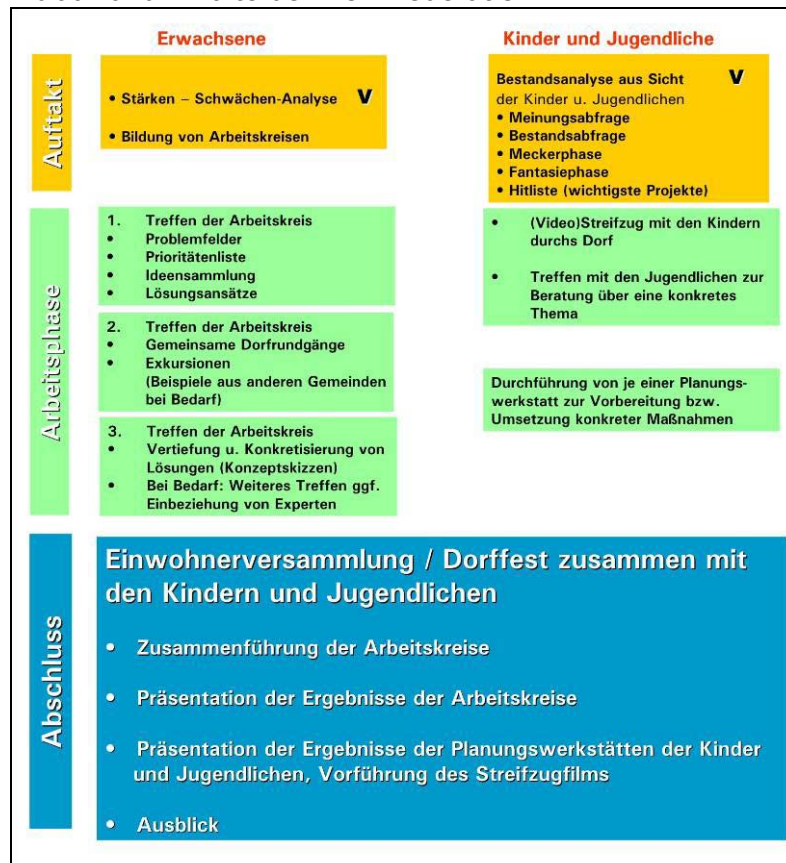 Erwachsene
Auftakt
• Stärken – Schwächen-Analyse V
• Bildung von Arbeitskreisen
Kinder und Jugendliche
Bestandsanalyse aus Sicht V
der Kinder u. Jugendlichen
• Meinungsabfrage
• Bestandsabfrage
• Meckerphase
• Fantasiephase
• Hitliste (wichtigste Projekte)
Arbeitsphase
1. Treffen der Arbeitskreis
• Problemfelder
• Prioritätenliste
• Ideensammlung
• Lösungsansätze
2. Treffen der Arbeitskreis
• Gemeinsame Dorfrundgänge
• Exkursionen
(Beispiele aus anderen Gemeinden
bei Bedarf)
3. Treffen der Arbeitskreis
• Vertiefung u. Konkretisierung von
Lösungen (Konzeptskizzen)
• Bei Bedarf: Weiteres Treffen ggf.
Einbeziehung von Experten
• (Video)Streifzug mit den Kindern
durchs Dorf
• Treffen mit den Jugendlichen zur
Beratung über eine konkretes
Thema
Durchführung von je einer Planungs-
werkstatt zur Vorbereitung bzw.
Umsetzung konkreter Maßnahmen
Abschluss
Einwohnerversammlung / Dorffest zusammen mit
den Kindern und Jugendlichen
• Zusammenführung der Arbeitskreise
• Präsentation der Ergebnisse der Arbeitskreise
• Präsentation der Ergebnisse der Planungswerkstätten der Kinder
und Jugendlichen, Vorführung des Streifzugfilms
• Ausblick